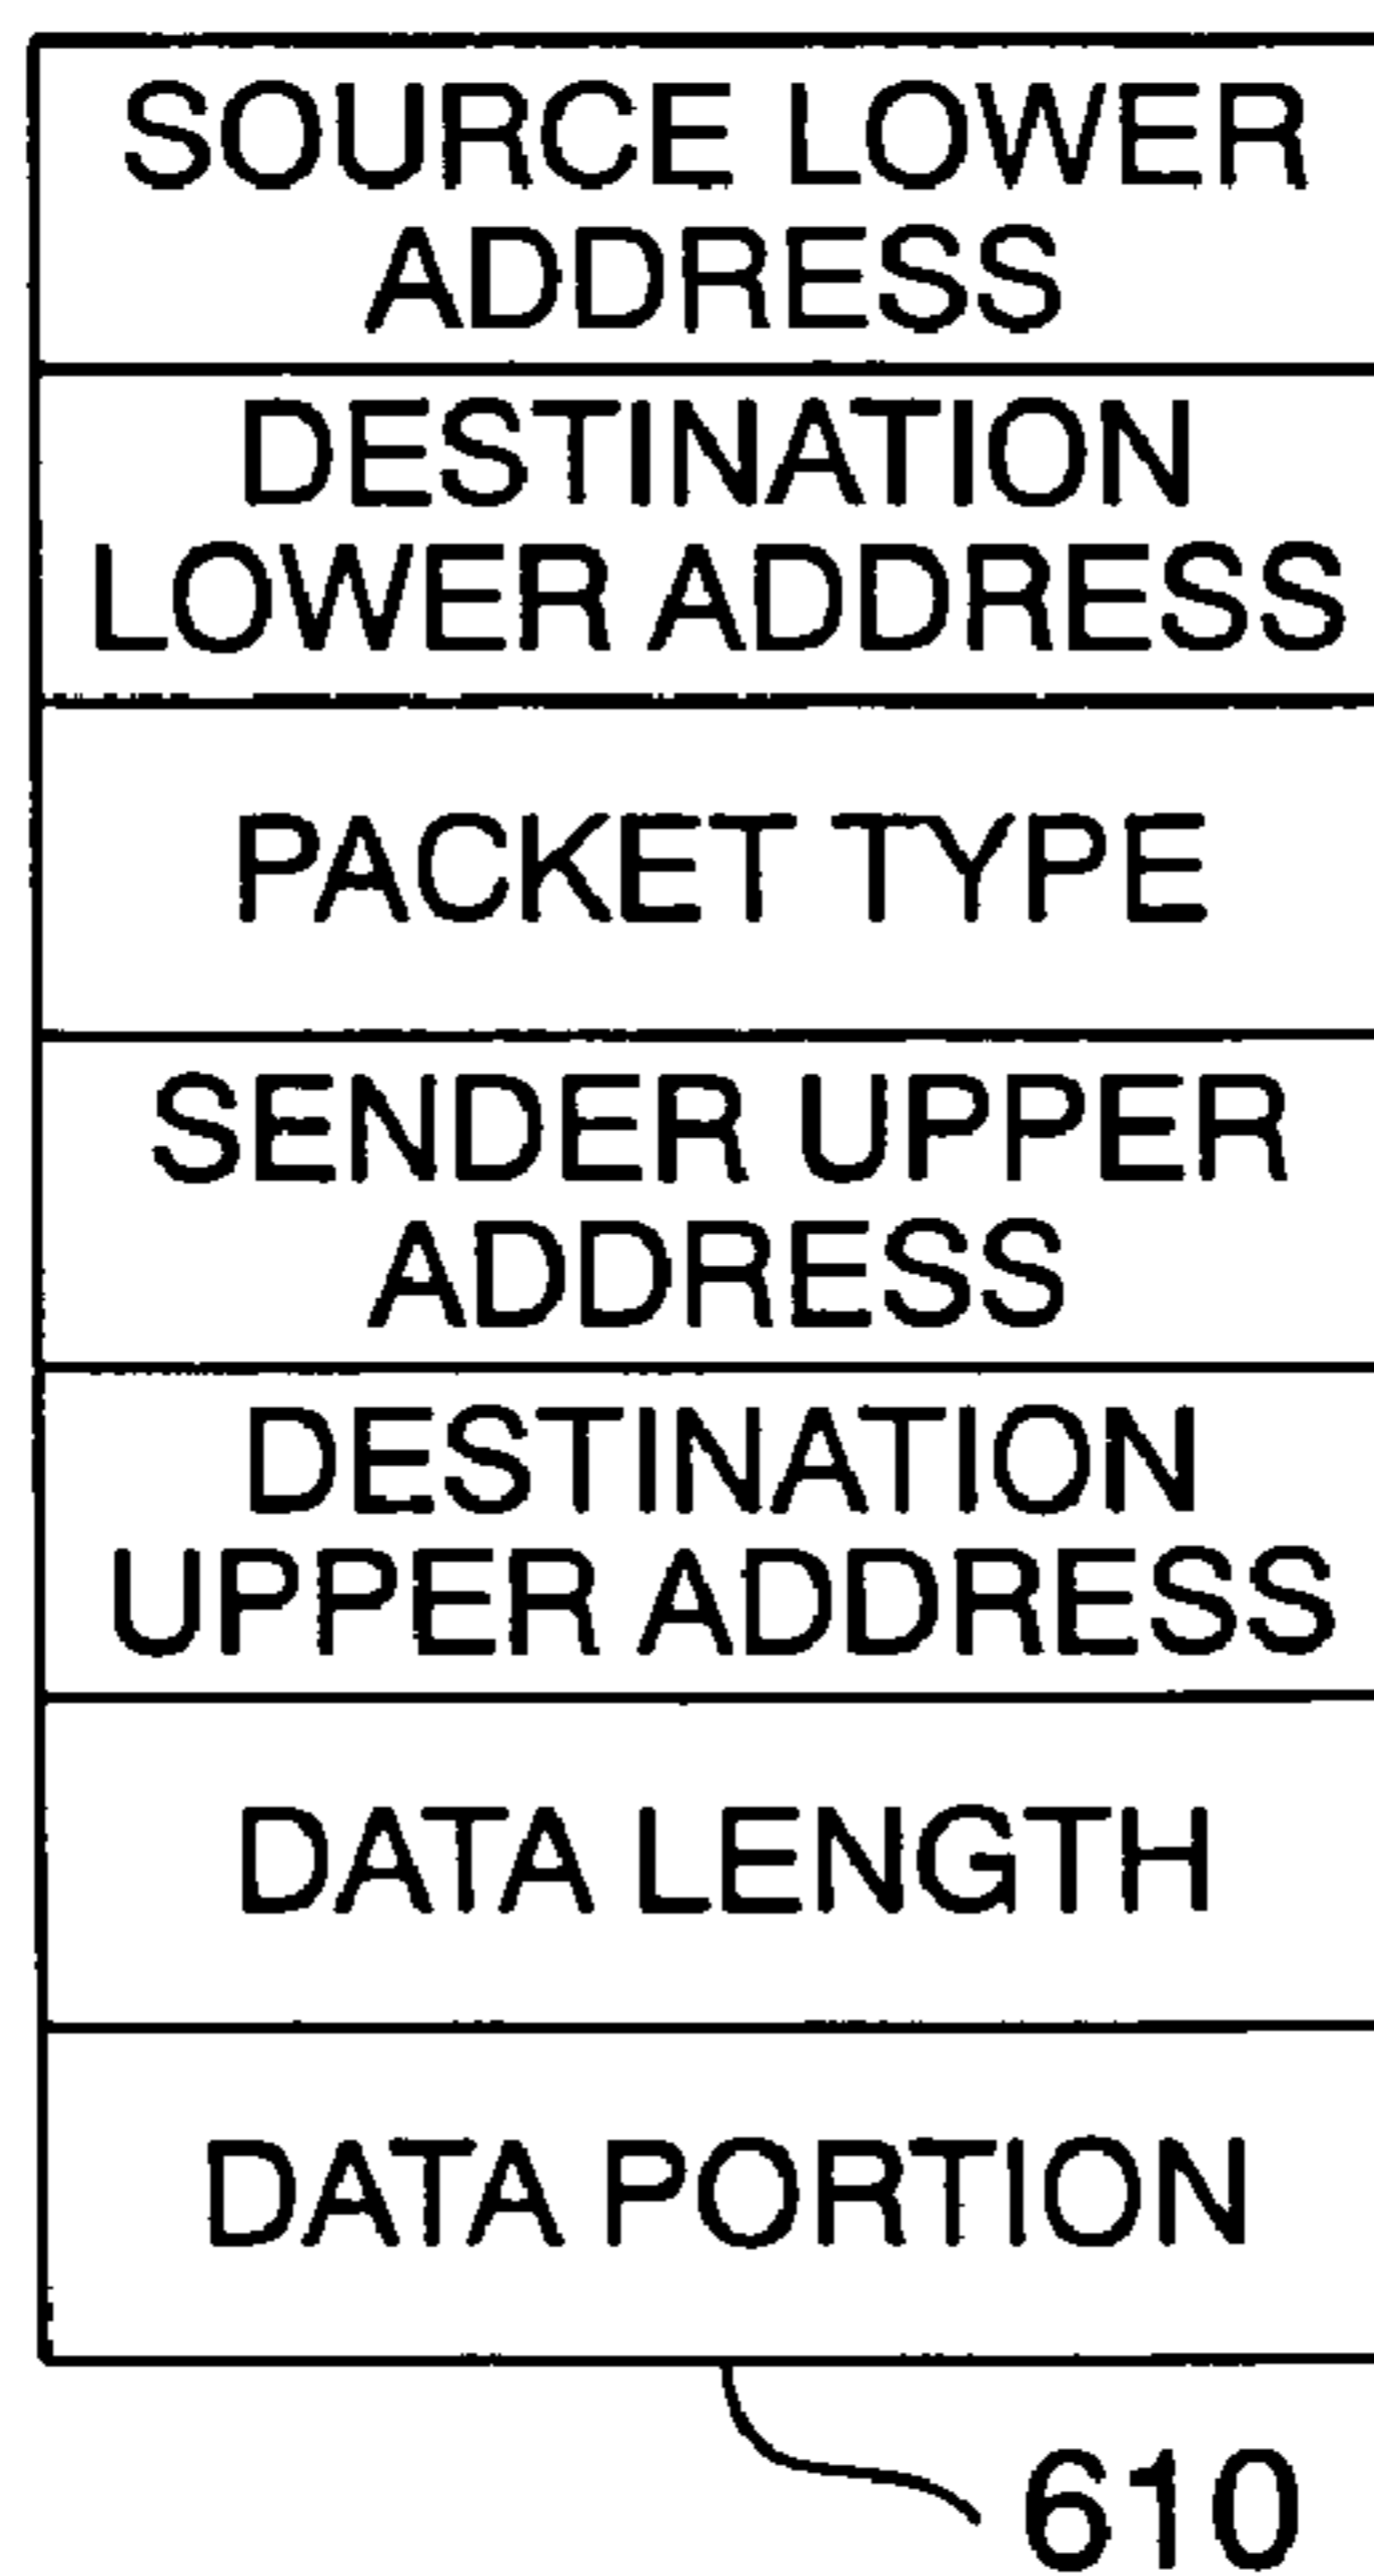 SOURCE LOWER
ADDRESS
DESTINATION
LOWER ADDRESS
PACKET TYPE
SENDER UPPER
ADDRESS
DESTINATION
UPPER ADDRESS
DATA LENGTH
DATA PORTION
610